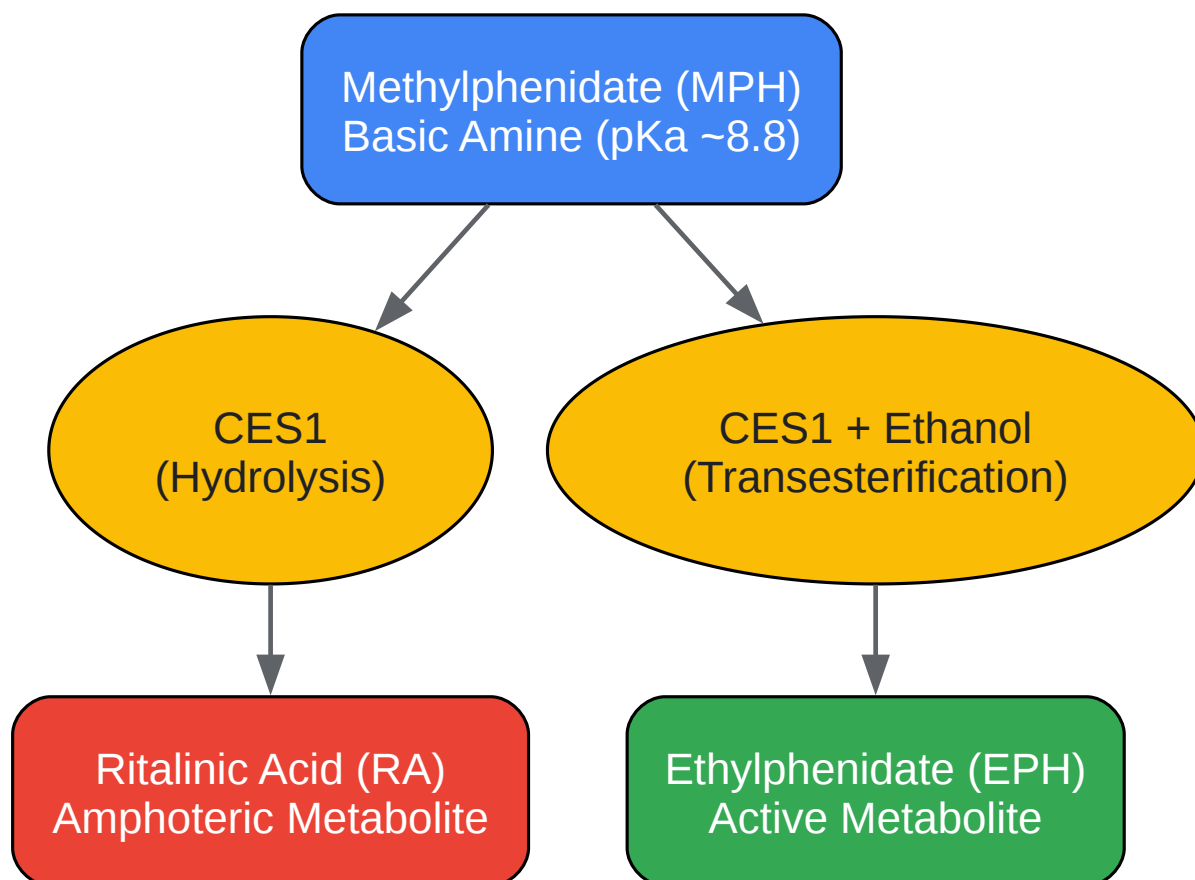 Methylphenidate (MPH)
Basic Amine (pKa ~8.8)
CES1
(Hydrolysis)
CES1 + Ethanol
(Transesterification)
Ritalinic Acid (RA)
Amphoteric Metabolite
Ethylphenidate (EPH)
Active Metabolite